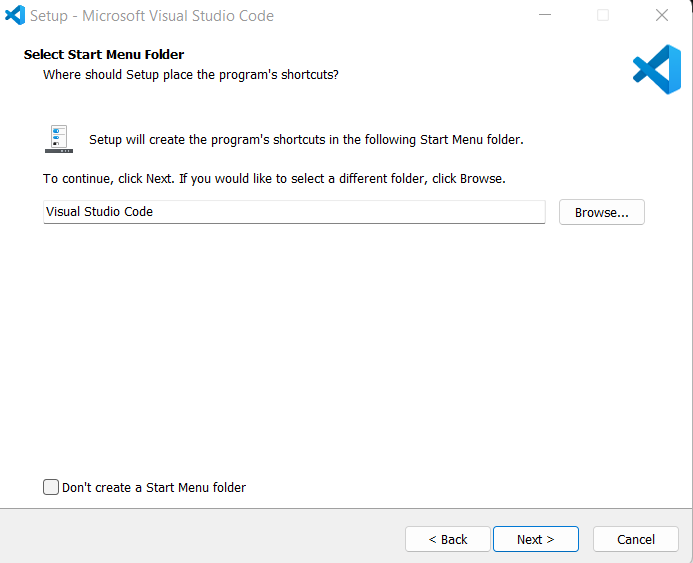 Setup - Microsoft Visual Studio Code
Select Start Menu Folder
Where should Setup place the program's shortcuts?
Setup will create the program's shortcuts in the following Start Menu folder.
To continue, click Next. If you would like to select a different folder, click Browse.
Visual Studio Code
Browse...
Don't create a Start Menu folder
< Back
Next >
Cancel